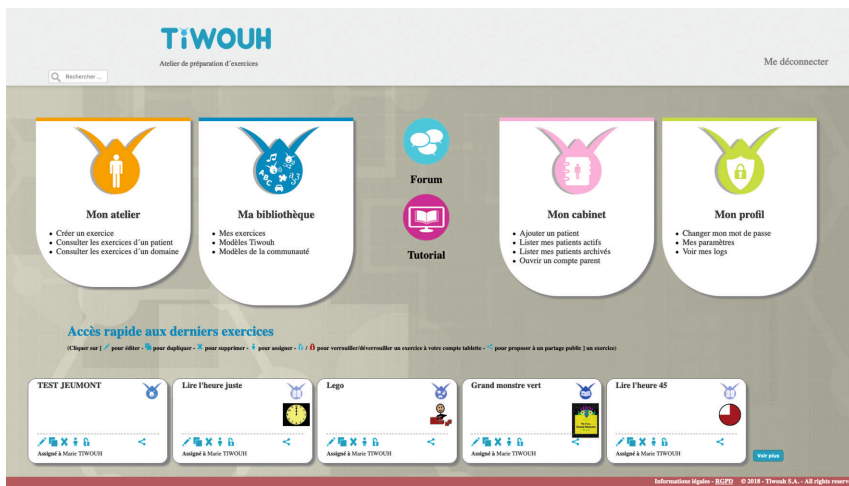 TiWOUH
Atelier de préparation d'exercices
Me déconnecter
Rechercher ...
Mon atelier
• Créer un exercice
• Consulter les exercices d'un patient
• Consulter les exercices d'un domaine
Ma bibliothèque
• Mes exercices
• Modèles Tiwouh
• Modèles de la communauté
Forum
Tutorial
Mon cabinet
• Ajouter un patient
• Lister mes patients actifs
• Lister mes patients archivés
• Ouvrir un compte parent
Mon profil
• Changer mon mot de passe
• Mes paramètres
• Voir mes logs
Accès rapide aux derniers exercices
(Cliquer sur [ pour éditer - pour dupliquer - pour supprimer - pour assigner - / pour verrouiller/déverrouiller un exercice à votre compte tablette - pour proposer à un partage public ] un exercice)
TEST JEUMONT
Assigné à Marie TIWOUH
Lire l'heure juste
Assigné à Marie TIWOUH
Lego
Assigné à Marie TIWOUH
Grand monstre vert
Assigné à Marie TIWOUH
Lire l'heure 45
Assigné à Marie TIWOUH
Voir plus
Informations légales - RGPD © 2018 - Tiwouh S.A. - All rights reserv